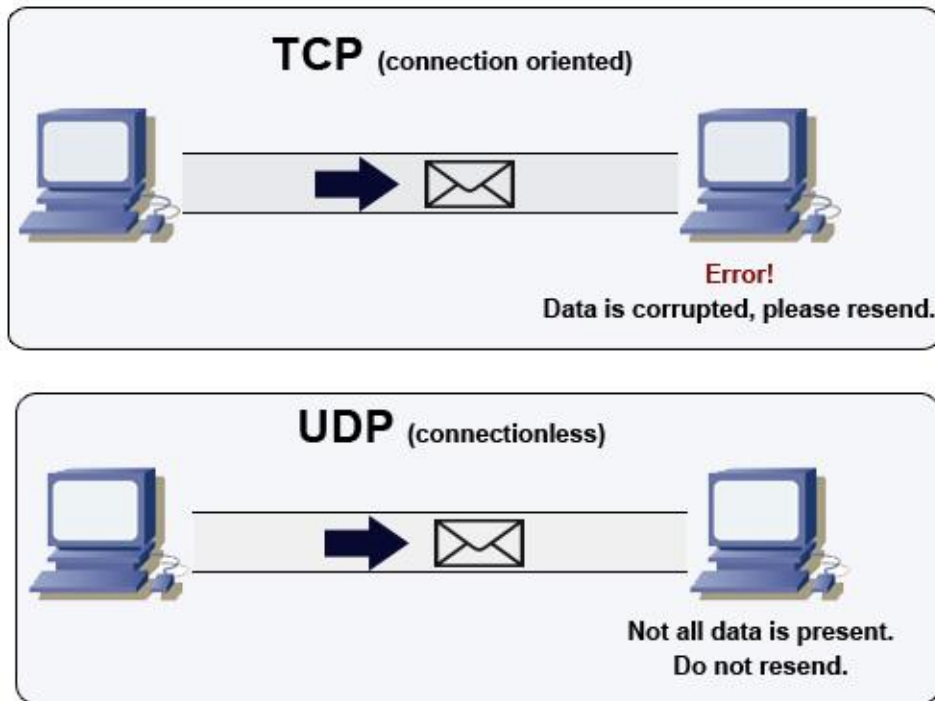 TCP (connection oriented)
Error!
Data is corrupted, please resend.
UDP (connectionless)
Not all data is present.
Do not resend.